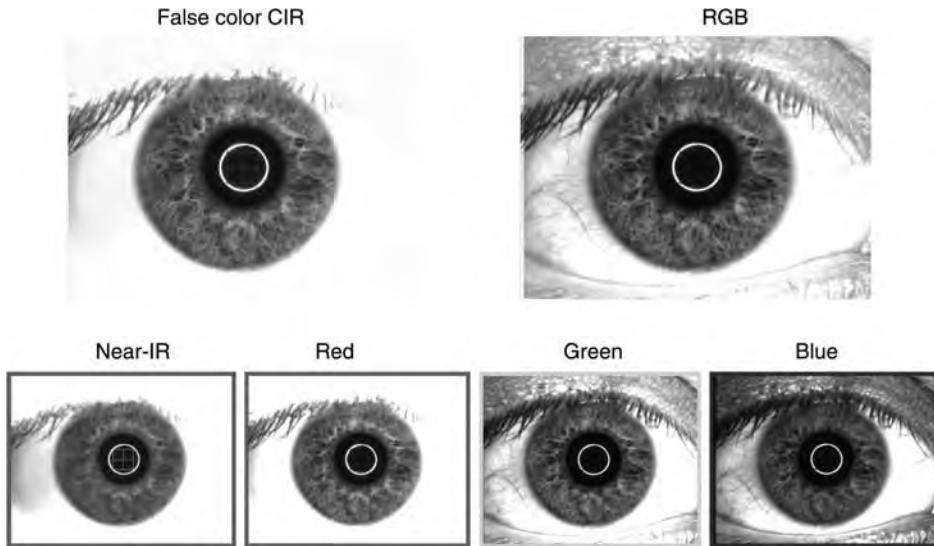 False color CIR
RGB
Near-IR
Red
Green
Blue